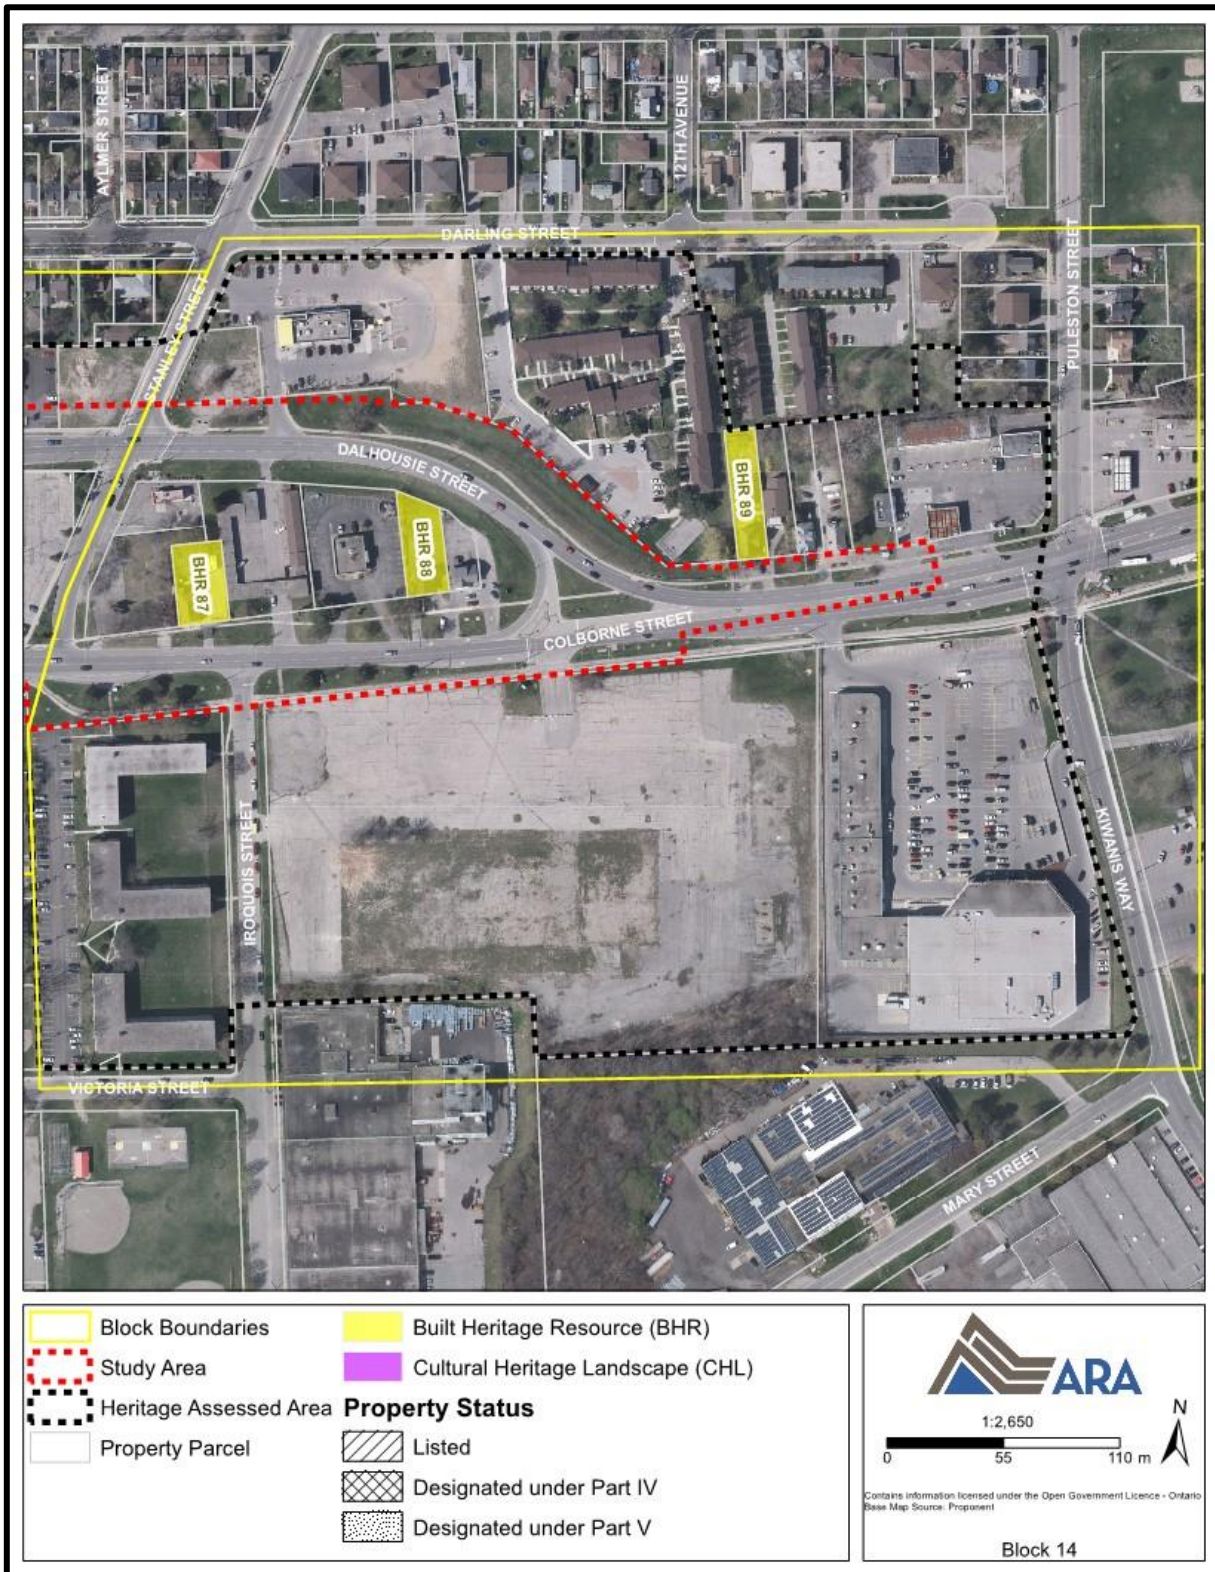 AYLMER STREET
12TH AVENUE
DARLING STREET
PULESTON STREET
STANLEY STREET
DALHOUSIE STREET
BHR 89
BHR 88
BHR 87
COLBORNE STREET
IROQUOIS STREET
KIWANIS WAY
VICTORIA STREET
MARY STREET
Block Boundaries
Study Area
Heritage Assessed Area
Property Parcel
Built Heritage Resource (BHR)
Cultural Heritage Landscape (CHL)
Property Status
Listed
Designated under Part IV
Designated under Part V
ARA
N
1:2,650
0 55 110 m
Contains information licensed under the Open Government Licence - Ontario
Base Map Source: Proponent
Block 14